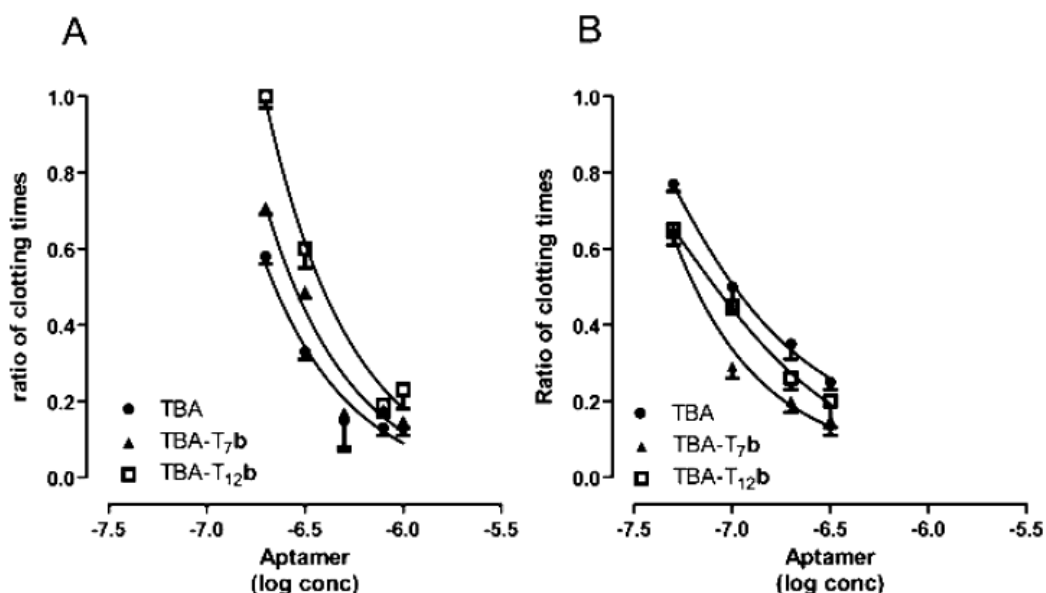 A
ratio of clotting times
1.0
0.8
0.6
0.4
0.2
0.0
TBA
TBA-T7b
TBA-T12b
-7.5 -7.0 -6.5 -6.0 -5.5
Aptamer
(log conc)
B
Ratio of clotting times
1.0
0.8
0.6
0.4
0.2
0.0
TBA
TBA-T7b
TBA-T12b
-7.5 -7.0 -6.5 -6.0 -5.5
Aptamer
(log conc)